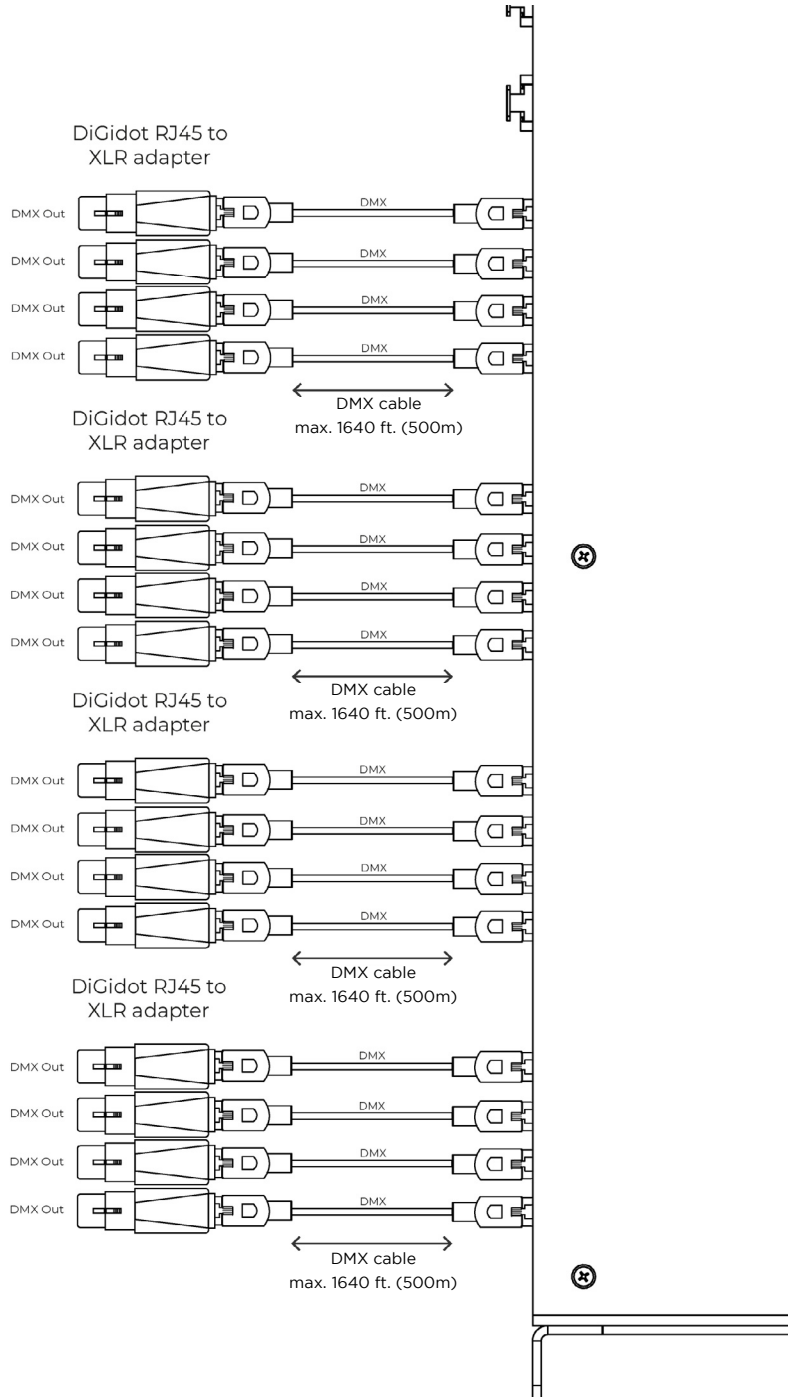 DiGidot RJ45 to
XLR adapter
DMX Out
DMX
DMX Out
DMX
DMX Out
DMX
DMX Out
DMX
DMX cable
max. 1640 ft. (500m)
DiGidot RJ45 to
XLR adapter
DMX Out
DMX
DMX Out
DMX
DMX Out
DMX
DMX Out
DMX
DMX cable
max. 1640 ft. (500m)
DiGidot RJ45 to
XLR adapter
DMX Out
DMX
DMX Out
DMX
DMX Out
DMX
DMX Out
DMX
DMX cable
max. 1640 ft. (500m)
DiGidot RJ45 to
XLR adapter
DMX Out
DMX
DMX Out
DMX
DMX Out
DMX
DMX Out
DMX
DMX cable
max. 1640 ft. (500m)